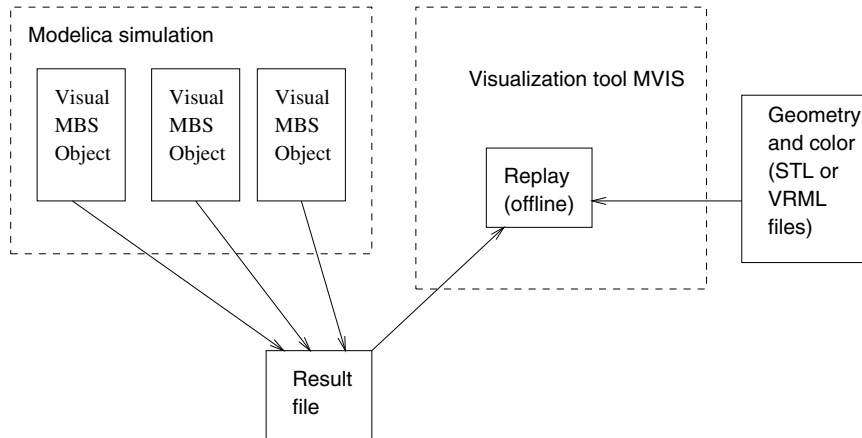 Modelica simulation
Visual
MBS
Object
Visual
MBS
Object
Visual
MBS
Object
Visualization tool MVIS
Replay
(offline)
Geometry
and color
(STL or
VRML
files)
Result
file